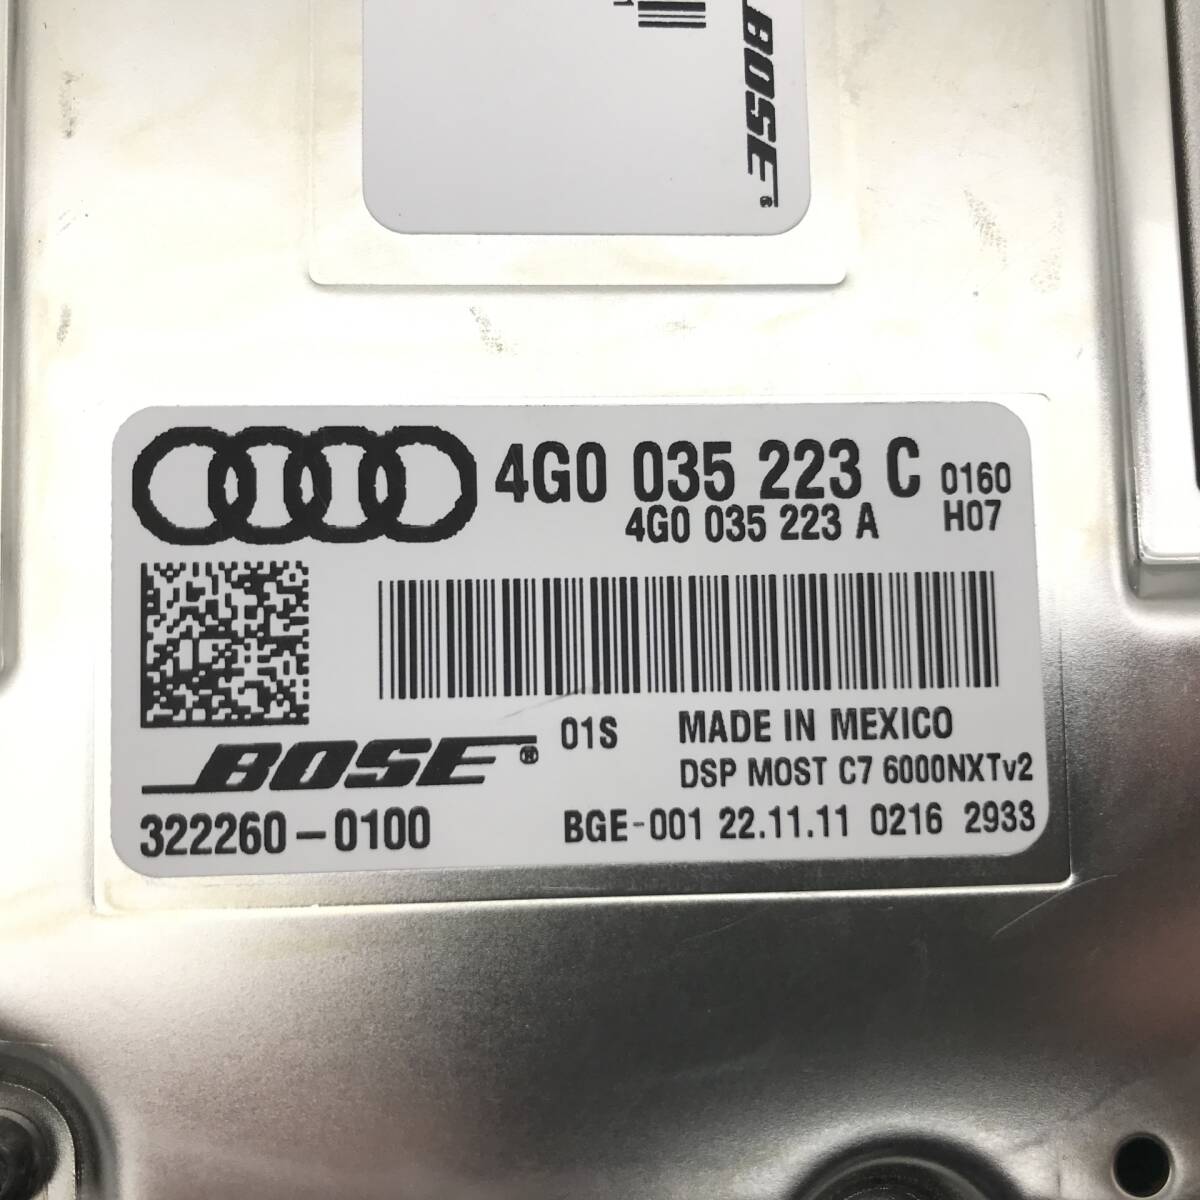 BOSE
4G0 035 223 C 0160
4G0 035 223 A H07
BOSE® 01S MADE IN MEXICO
DSP MOST C7 6000NXTv2
322260-0100 BGE-001 22.11.11 0216 2933